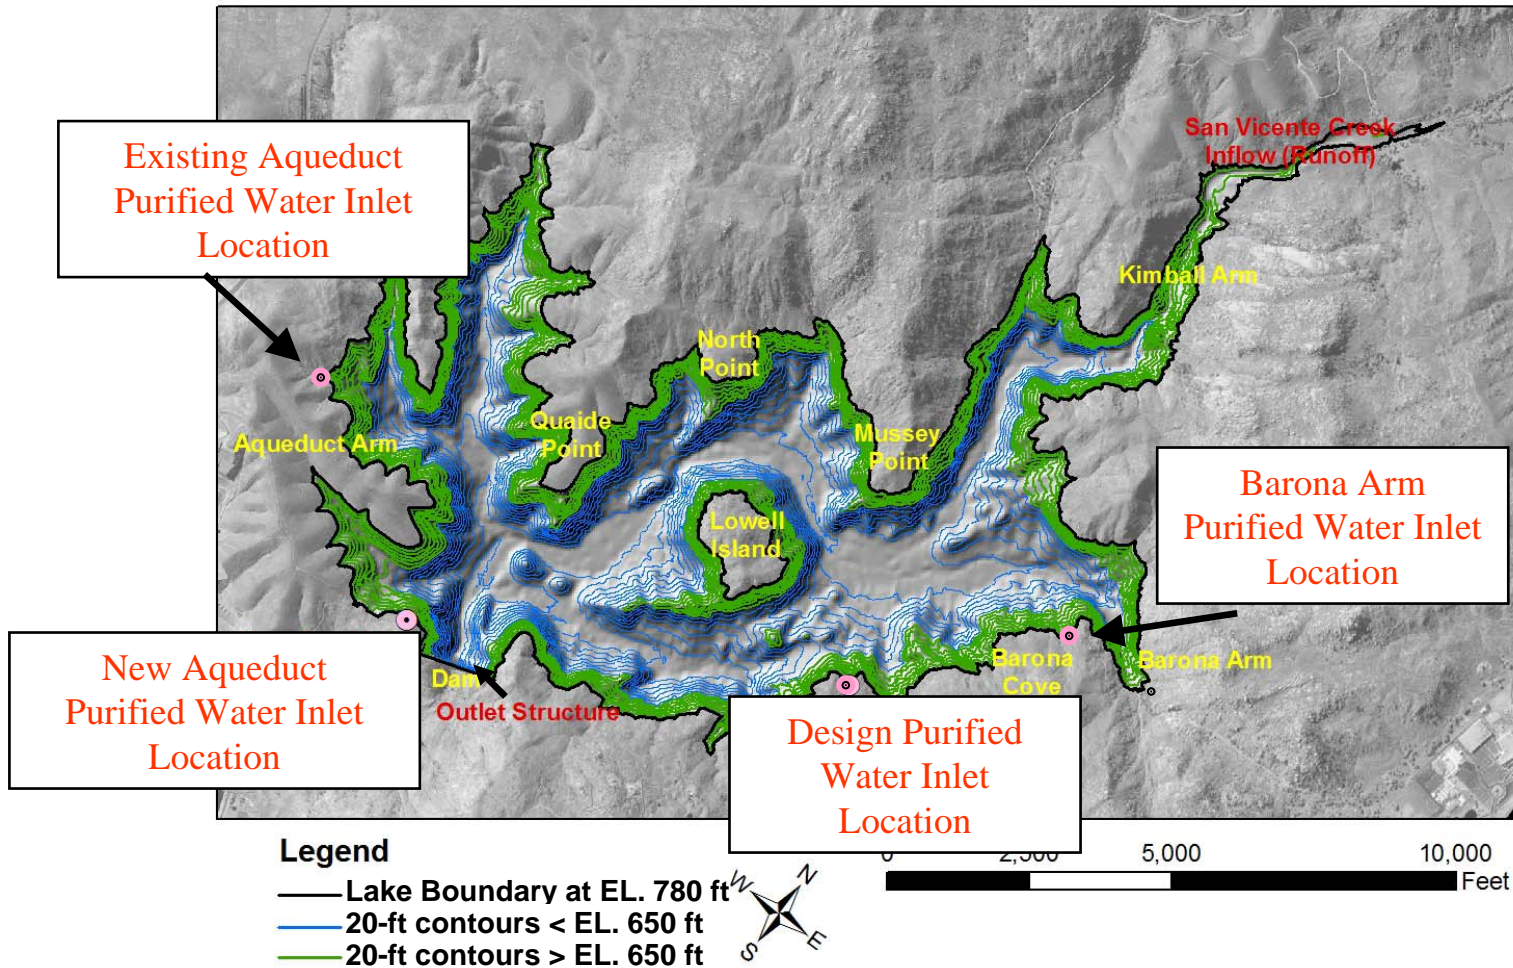 San Vicente Creek
Inflow (Runoff)
Existing Aqueduct
Purified Water Inlet
Location
Kimball Arm
North
Point
Quaide
Point
Mussey
Point
Aqueduct Arm
Lowell
Island
Barona Arm
Purified Water Inlet
Location
New Aqueduct
Purified Water Inlet
Location
Dam
Outlet Structure
Barona
Cove
Barona Arm
Design Purified
Water Inlet
Location
Legend
Lake Boundary at EL. 780 ft
20-ft contours < EL. 650 ft
20-ft contours > EL. 650 ft
W N
S E
0 2,500 5,000 10,000
Feet